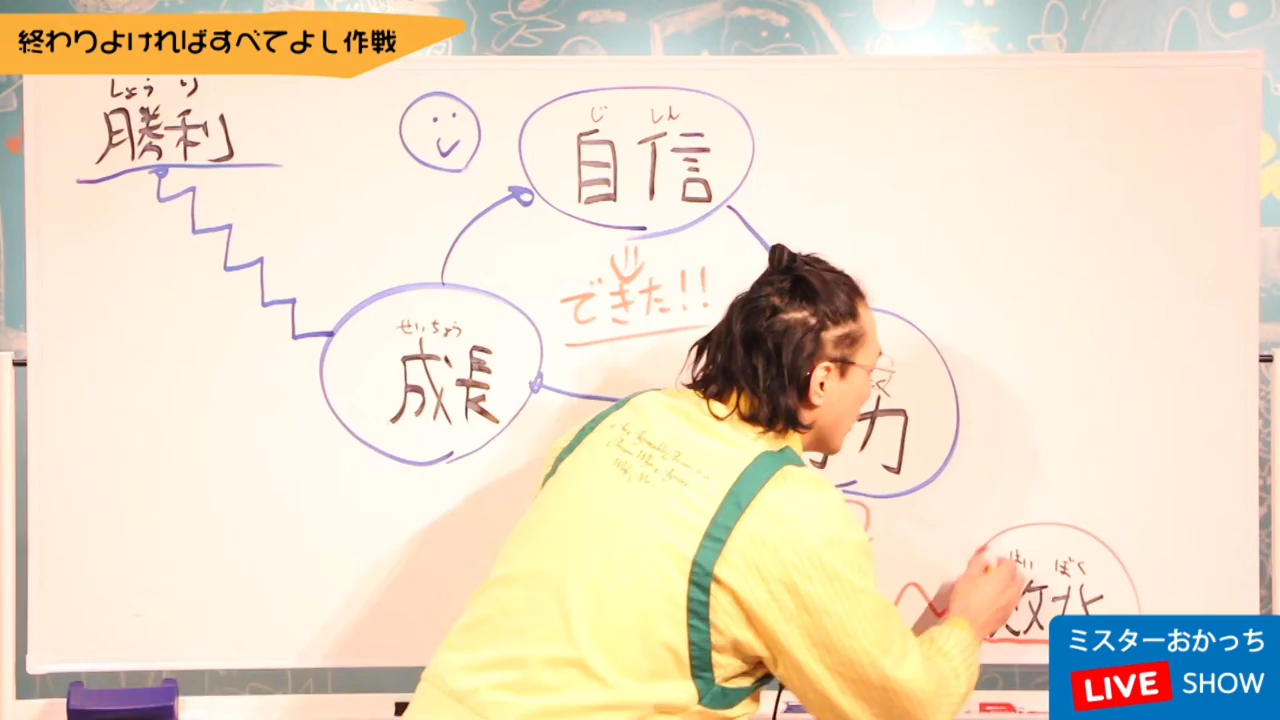 終わりよければすべてよし作戦
しょうり
勝利
じしん
自信
できた!!
せいちょう
成長
力
ぼく
敗北
ミスターおかっち
LIVE SHOW